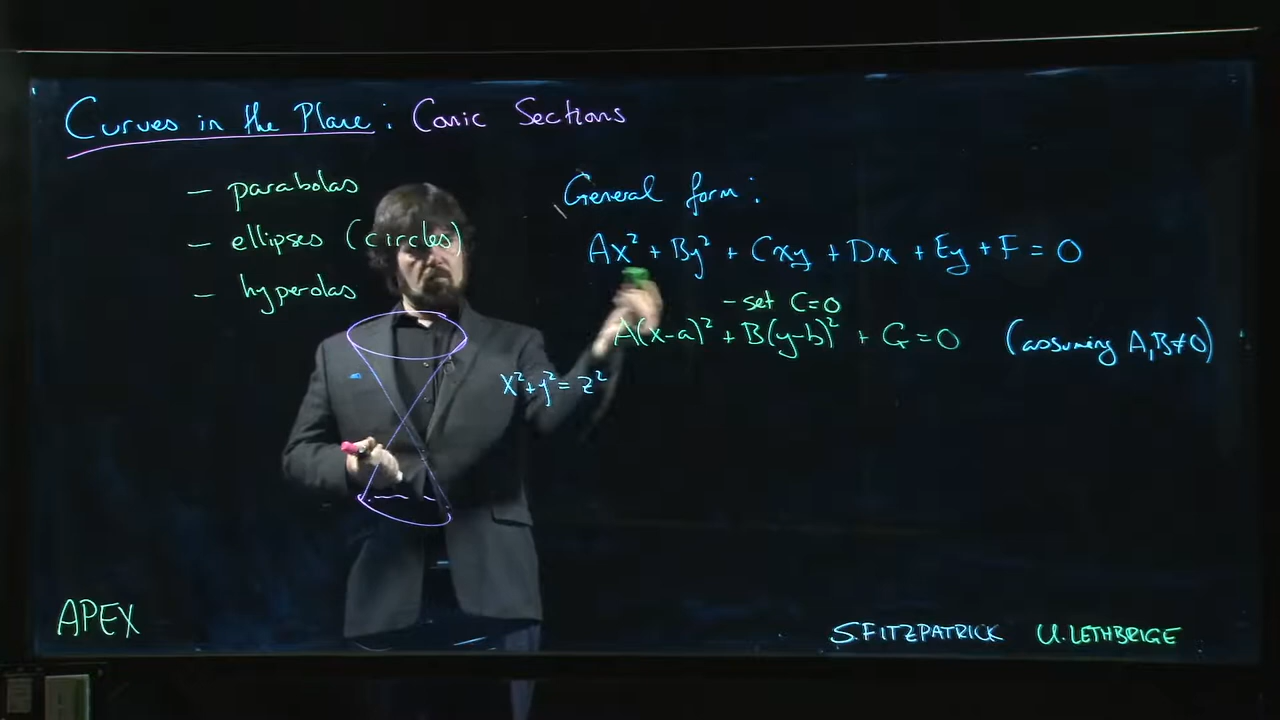 Curves in the Plane: Conic Sections
– parabolas
– ellipses (circles)
– hyperolas
General form:
Ax² + By² + Cxy + Dx + Ey + F = 0
– set C=0
A(x-a)² + B(y-b)² + G = 0 (assuming A,B≠0)
x²+y²=z²
APEX
S.FITZPATRICK U.LETHBRIGE